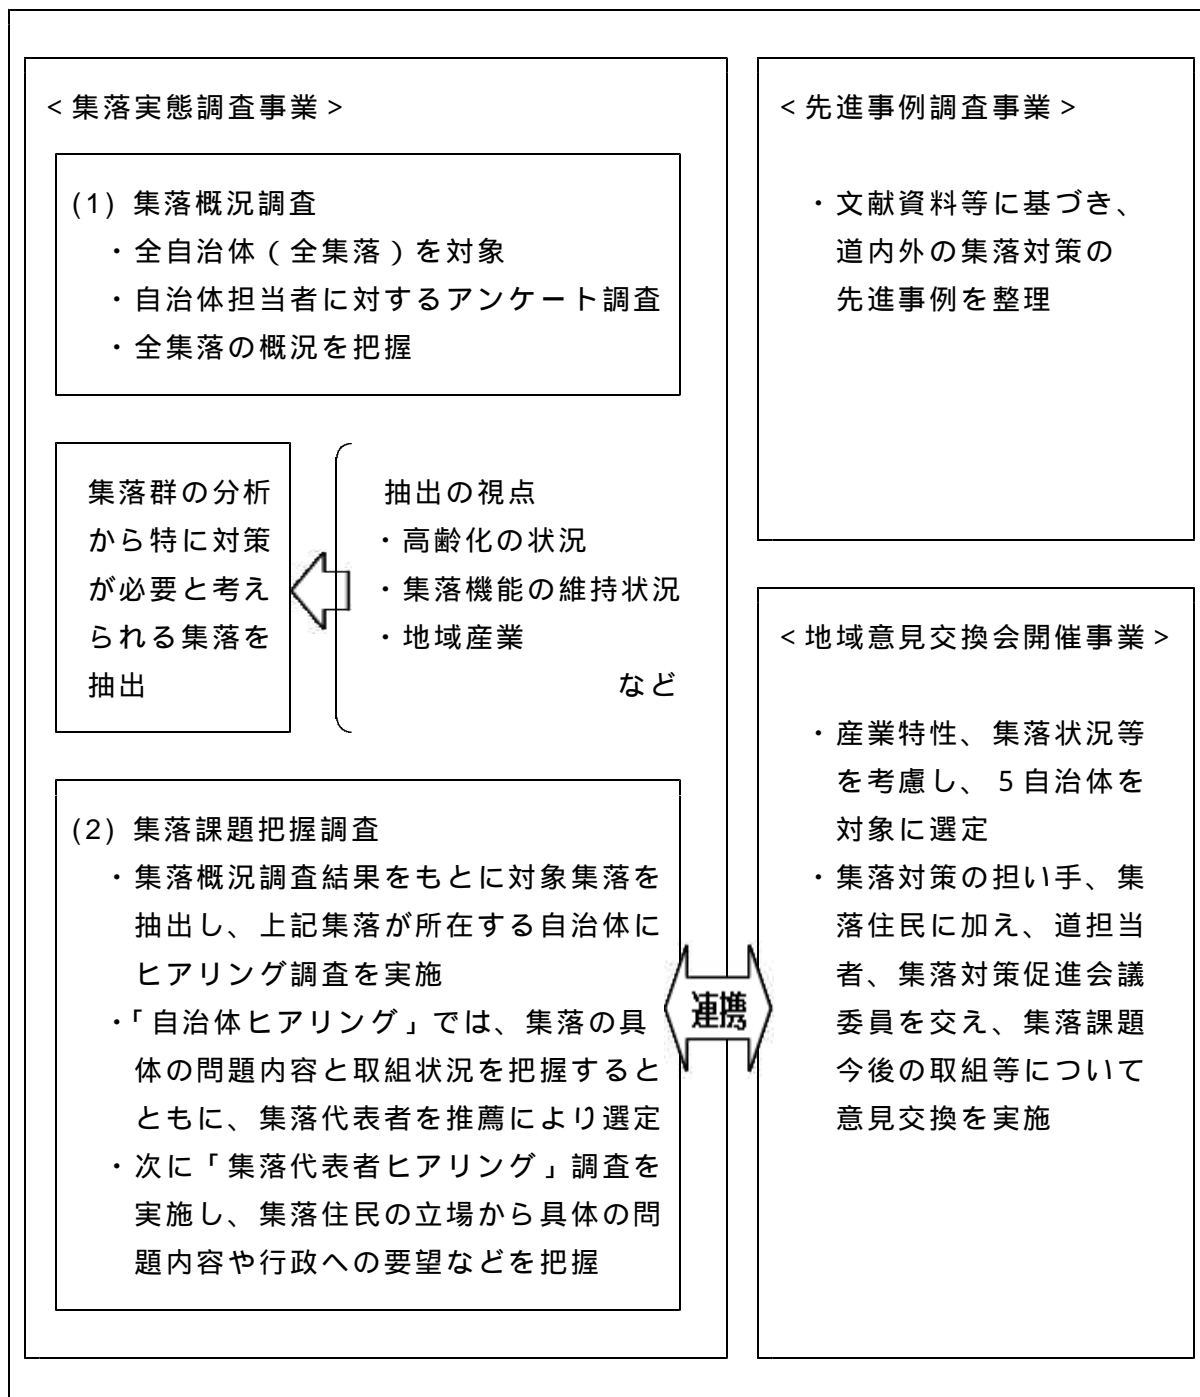 <集落実態調査事業>
(1) 集落概況調査
・全自治体(全集落)を対象
・自治体担当者に対するアンケート調査
・全集落の概況を把握
集落群の分析
から特に対策
が必要と考え
られる集落を
抽出
抽出の視点
・高齢化の状況
・集落機能の維持状況
・地域産業
など
(2) 集落課題把握調査
・集落概況調査結果をもとに対象集落を
抽出し、上記集落が所在する自治体に
ヒアリング調査を実施
・「自治体ヒアリング」では、集落の具
体の問題内容と取組状況を把握すると
ともに、集落代表者を推薦により選定
・次に「集落代表者ヒアリング」調査を
実施し、集落住民の立場から具体の問
題内容や行政への要望などを把握
連携
<先進事例調査事業>
・文献資料等に基づき、
道内外の集落対策の
先進事例を整理
<地域意見交換会開催事業>
・産業特性、集落状況等
を考慮し、5自治体を
対象に選定
・集落対策の担い手、集
落住民に加え、道担当
者、集落対策促進会議
委員を交え、集落課題
今後の取組等について
意見交換を実施